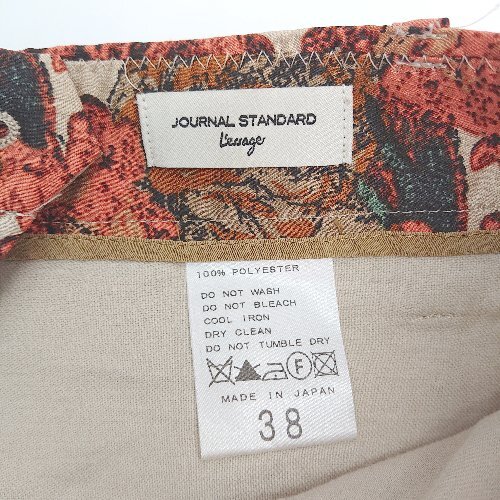 JOURNAL STANDARD
L'essage
100% POLYESTER
DO NOT WASH
DO NOT BLEACH
COOL IRON
DRY CLEAN
DO NOT TUMBLE DRY
F
MADE IN JAPAN
38